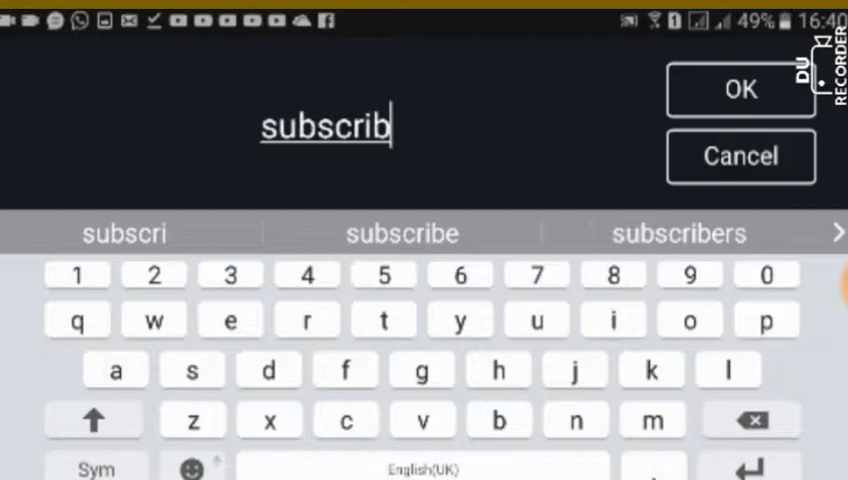 1 49% 16:40
DU RECORDER
subscrib
OK
Cancel
subscri subscribe subscribers
1 2 3 4 5 6 7 8 9 0
q w e r t y u i o p
a s d f g h j k l
z x c v b n m
Sym English(UK) .